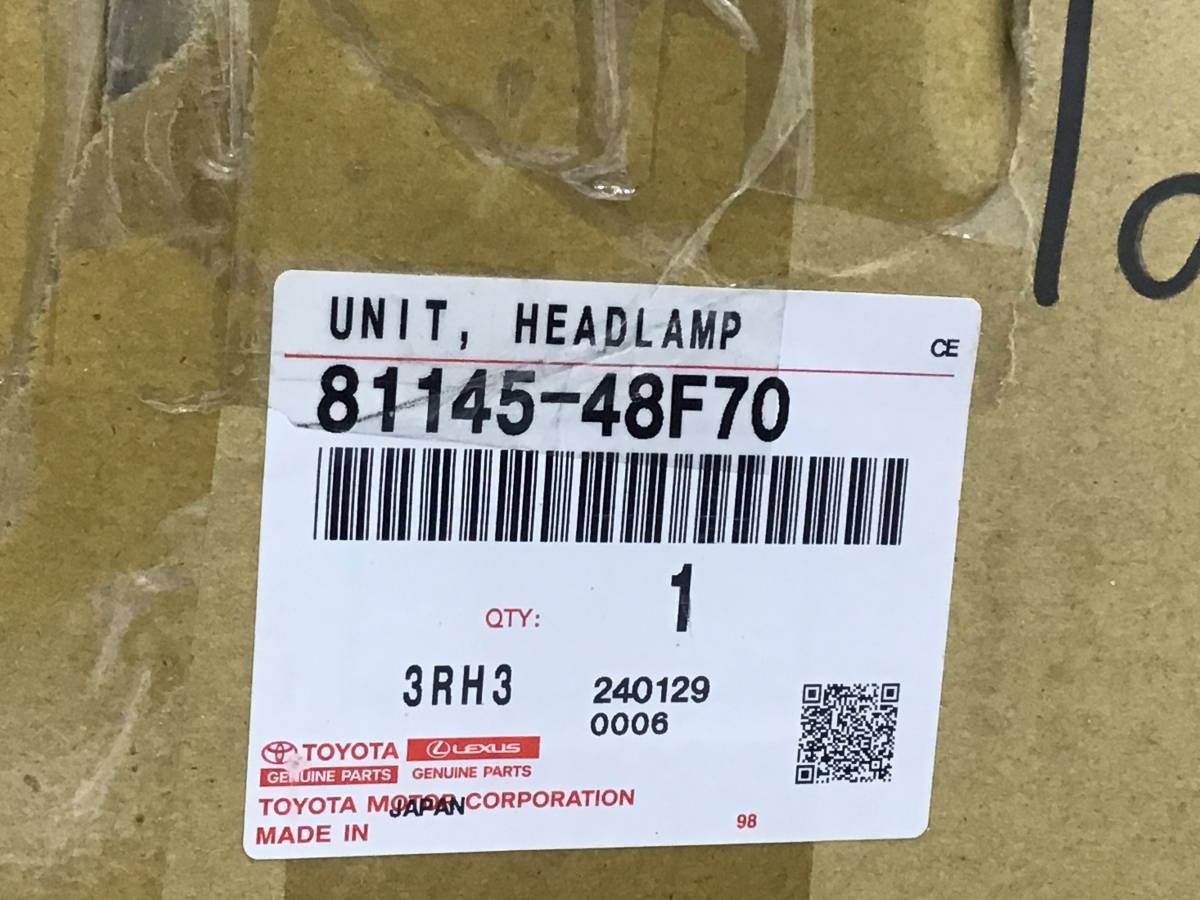 UNIT, HEADLAMP
CE
81145-48F70
QTY: 1
3RH3 240129
0006
TOYOTA LEXUS
GENUINE PARTS GENUINE PARTS
TOYOTA MOTOR CORPORATION
JAPAN
MADE IN
98